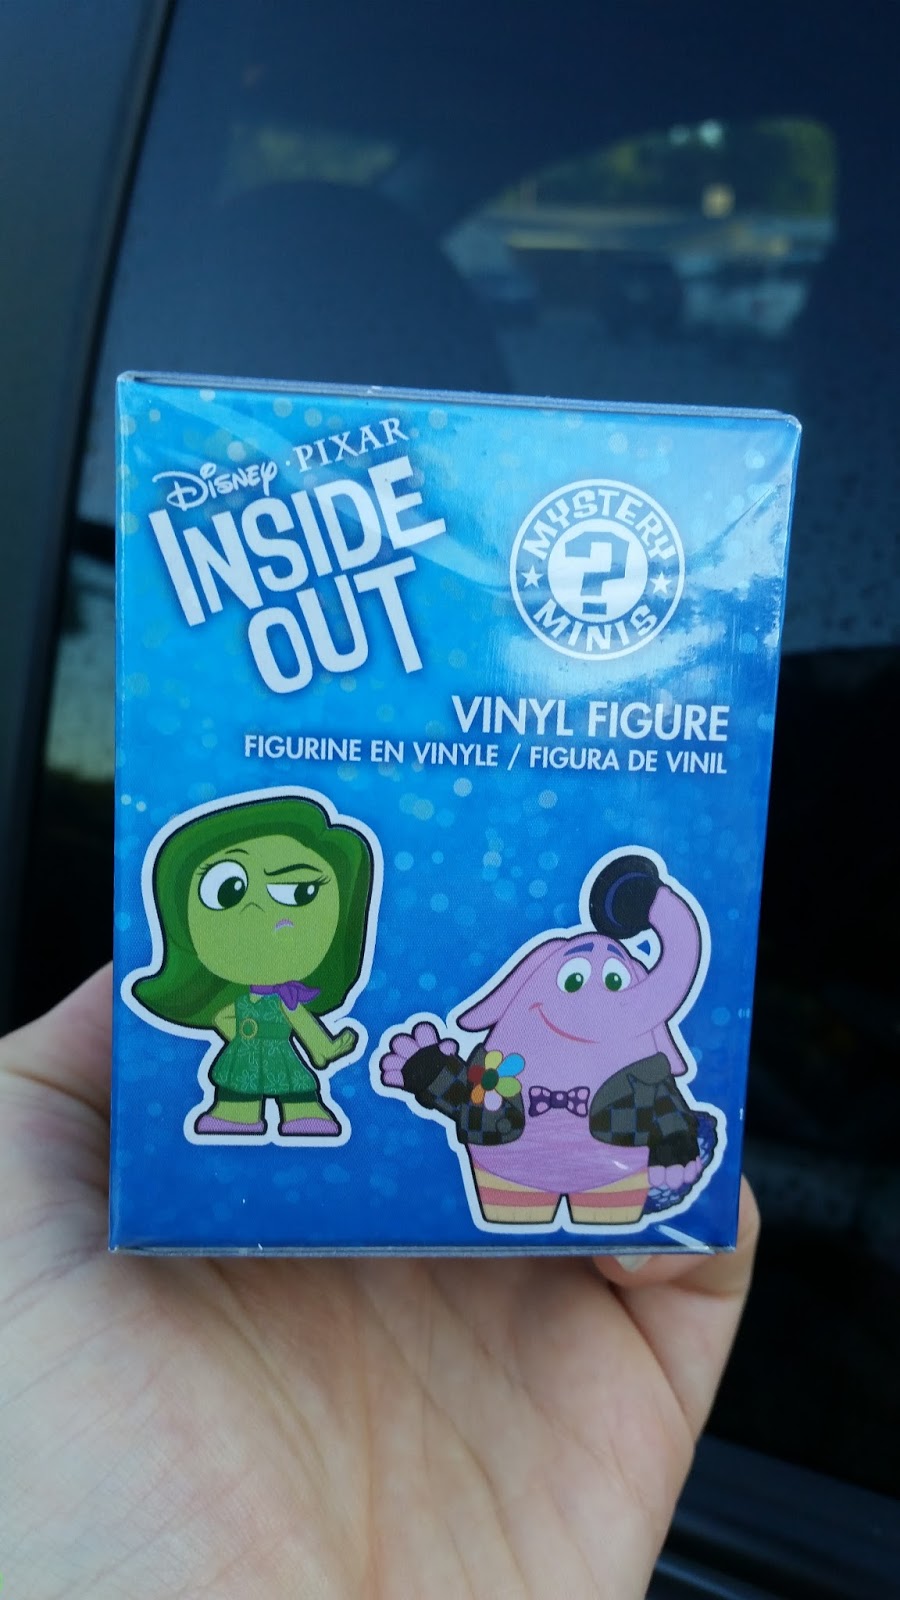 Disney · PIXAR
INSIDE
OUT
MYSTERY
?
MINIS
VINYL FIGURE
FIGURINE EN VINYLE / FIGURA DE VINIL